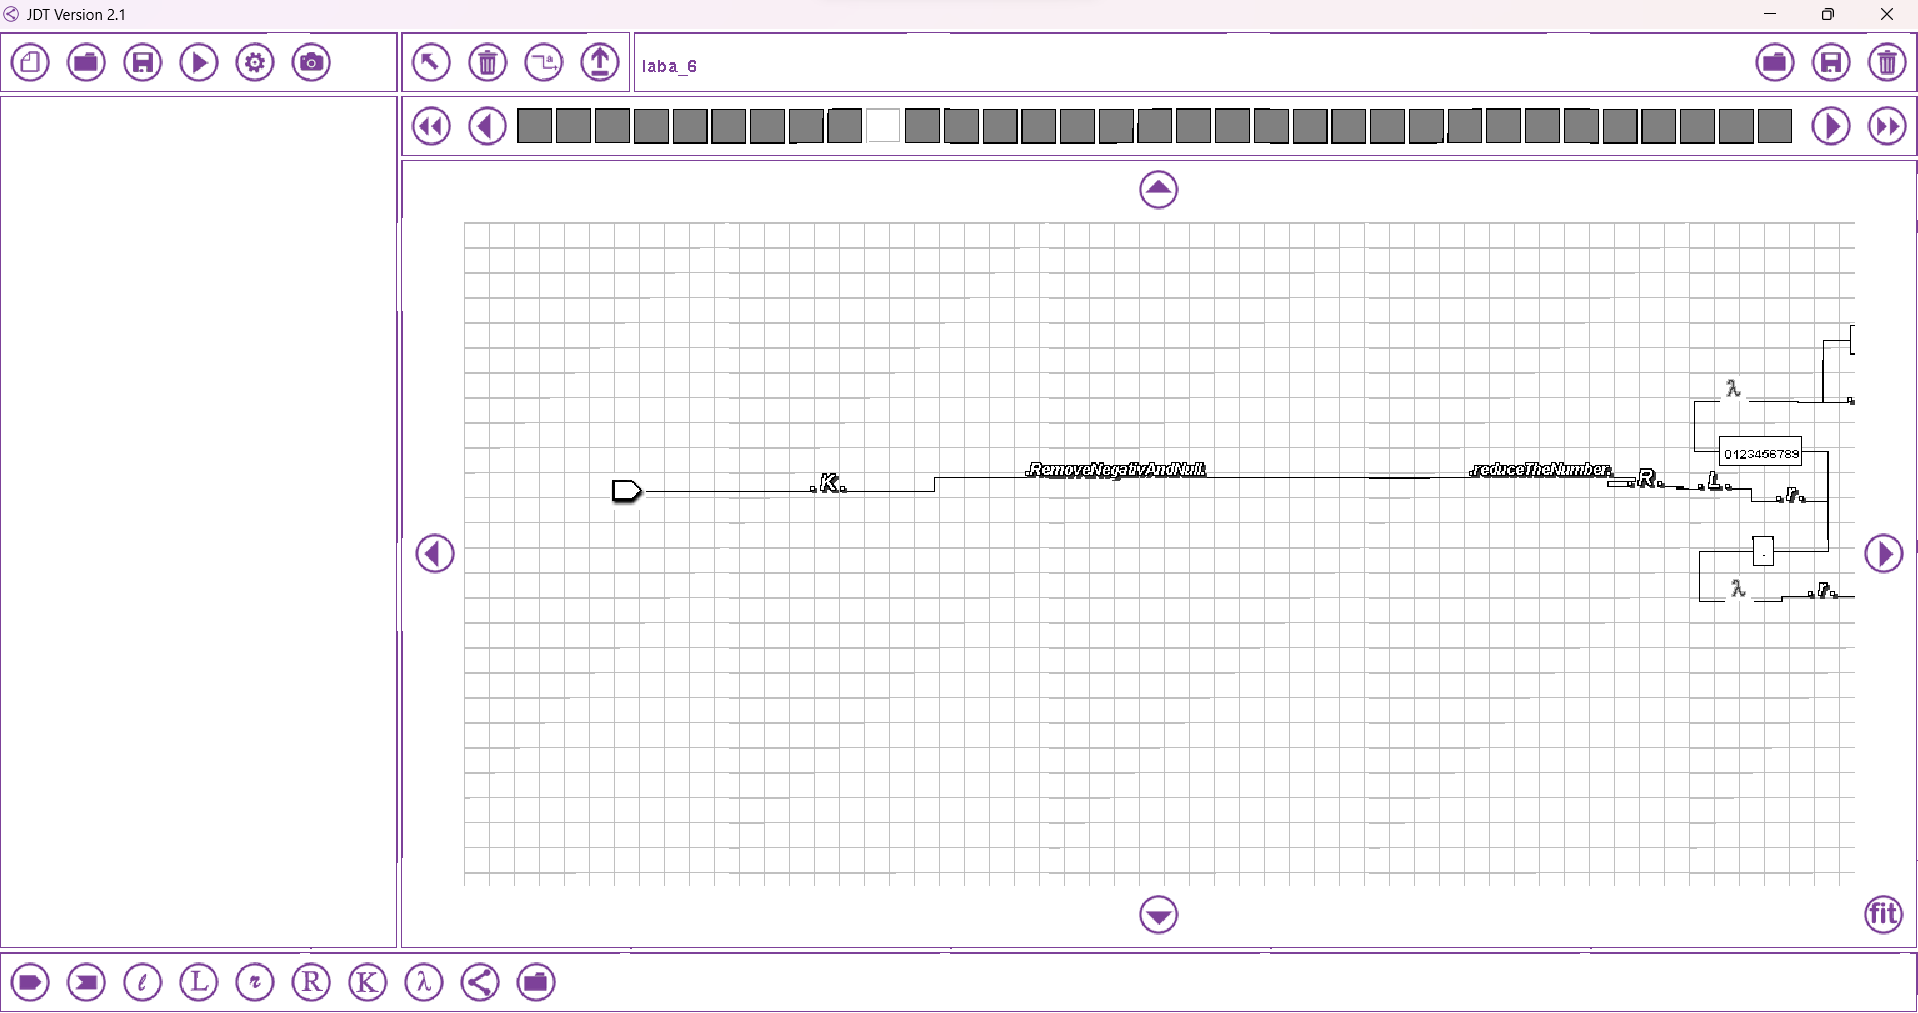 JDT Version 2.1
laba_6
λ
0123456789
.K.
.RemoveNegativAndNull.
.reduceTheNumber.
.R.
.L.
.r.
-
λ
.r.
fit
ℓ
L
r
R
K
λ